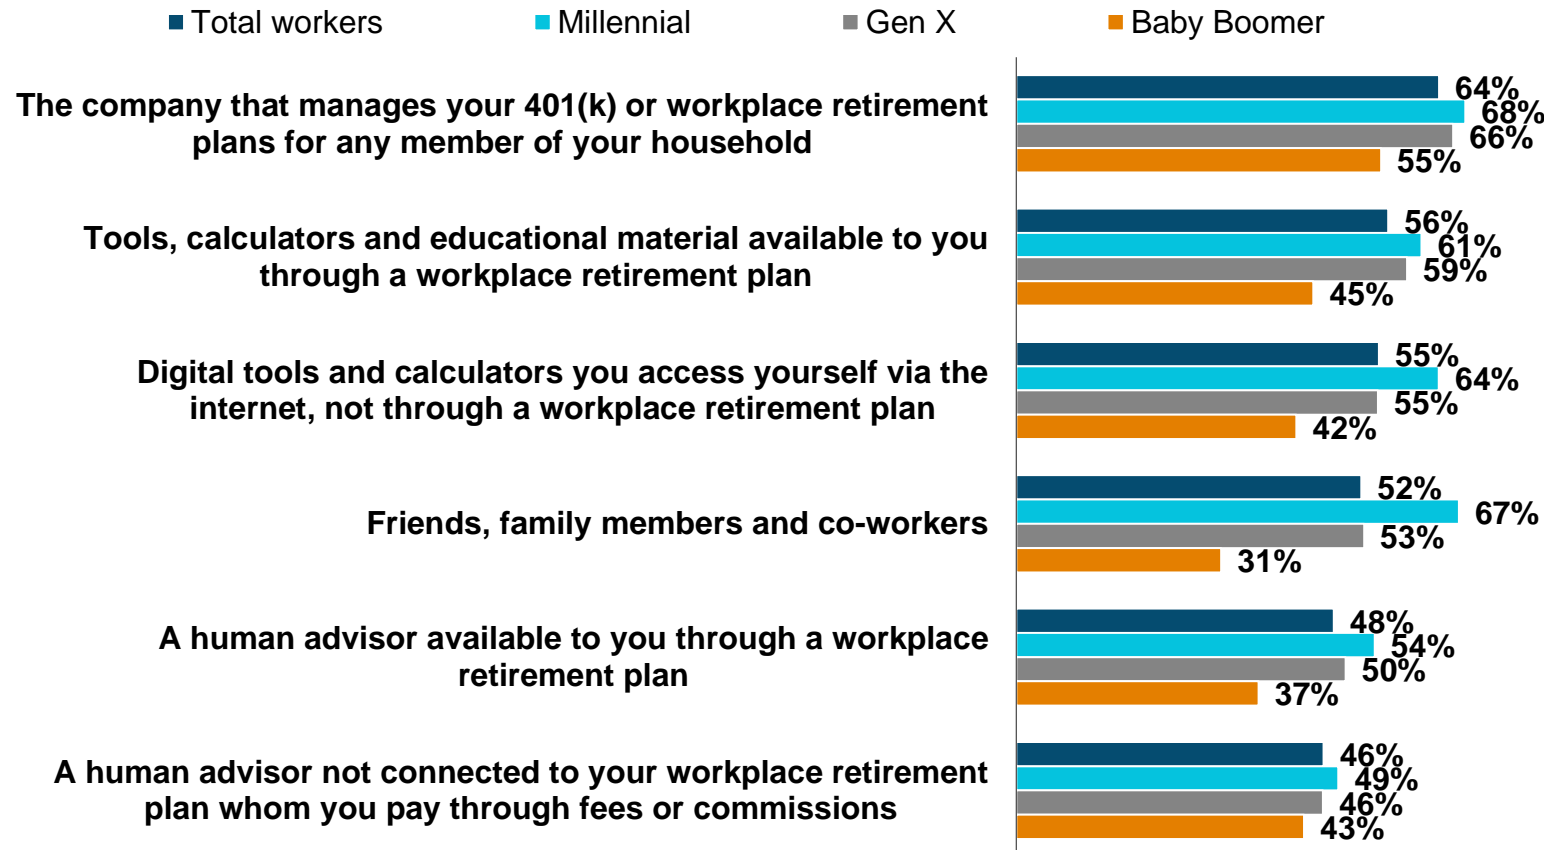 Total workers Millennial Gen X Baby Boomer
The company that manages your 401(k) or workplace retirement
plans for any member of your household
64%
68%
66%
55%
Tools, calculators and educational material available to you
through a workplace retirement plan
56%
61%
59%
45%
Digital tools and calculators you access yourself via the
internet, not through a workplace retirement plan
55%
64%
55%
42%
Friends, family members and co-workers
52%
67%
53%
31%
A human advisor available to you through a workplace
retirement plan
48%
54%
50%
37%
A human advisor not connected to your workplace retirement
plan whom you pay through fees or commissions
46%
49%
46%
43%